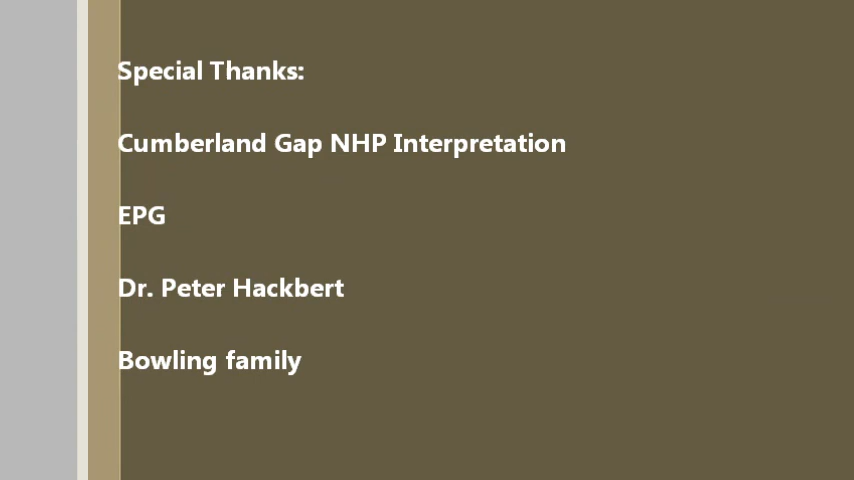 Special Thanks:
Cumberland Gap NHP Interpretation
EPG
Dr. Peter Hackbert
Bowling family